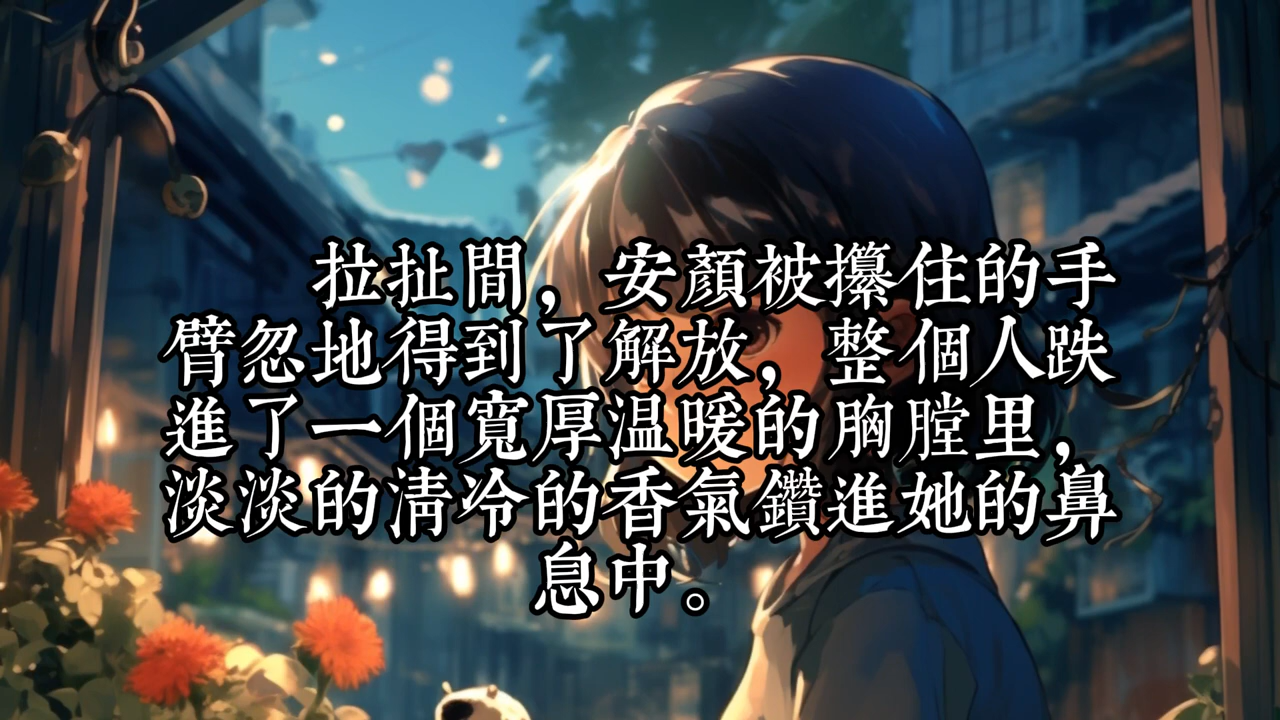 拉扯間，安顏被攥住的手
臂忽地得到了解放，整個人跌
進了一個寬厚温暖的胸膛里，
淡淡的清冷的香氣鑽進她的鼻
息中。